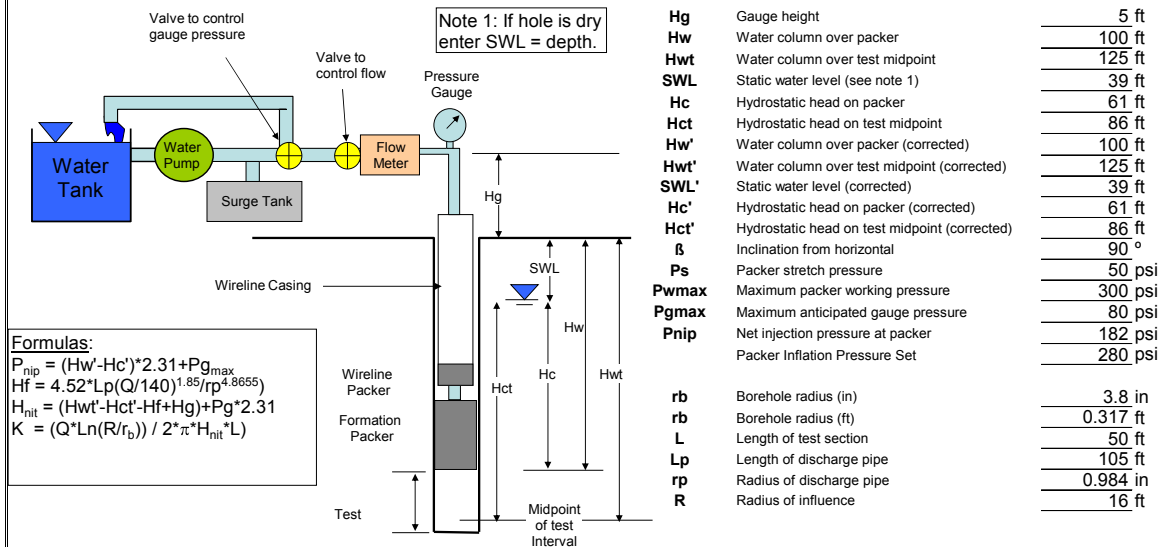 Valve to control
gauge pressure
Note 1: If hole is dry
enter SWL = depth.
Valve to
control flow
Pressure
Gauge
Water
Tank
Water
Pump
Flow
Meter
Surge Tank
Hg
SWL
Wireline Casing
Hw
Hct
Hc
Hwt
Wireline
Packer
Formation
Packer
Test
Midpoint
of test
Interval
Formulas:
P_nip = (Hw'-Hc')*2.31+Pg_max
Hf = 4.52*Lp(Q/140)^1.85/rp^4.8655)
H_nit = (Hwt'-Hct'-Hf+Hg)+Pg*2.31
K = (Q*Ln(R/r_b)) / 2*π*H_nit*L)
Hg Gauge height 5 ft
Hw Water column over packer 100 ft
Hwt Water column over test midpoint 125 ft
SWL Static water level (see note 1) 39 ft
Hc Hydrostatic head on packer 61 ft
Hct Hydrostatic head on test midpoint 86 ft
Hw' Water column over packer (corrected) 100 ft
Hwt' Water column over test midpoint (corrected) 125 ft
SWL' Static water level (corrected) 39 ft
Hc' Hydrostatic head on packer (corrected) 61 ft
Hct' Hydrostatic head on test midpoint (corrected) 86 ft
ß Inclination from horizontal 90 º
Ps Packer stretch pressure 50 psi
Pwmax Maximum packer working pressure 300 psi
Pgmax Maximum anticipated gauge pressure 80 psi
Pnip Net injection pressure at packer 182 psi
Packer Inflation Pressure Set 280 psi
rb Borehole radius (in) 3.8 in
rb Borehole radius (ft) 0.317 ft
L Length of test section 50 ft
Lp Length of discharge pipe 105 ft
rp Radius of discharge pipe 0.984 in
R Radius of influence 16 ft